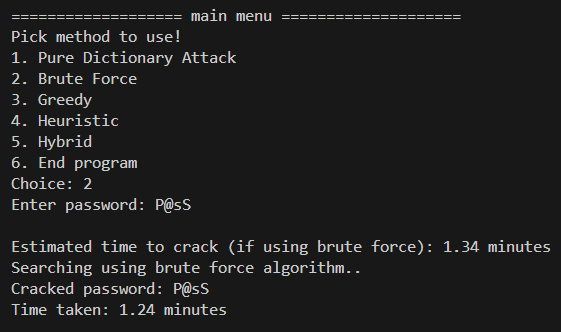 =================== main menu ====================
Pick method to use!
1. Pure Dictionary Attack
2. Brute Force
3. Greedy
4. Heuristic
5. Hybrid
6. End program
Choice: 2
Enter password: P@sS
Estimated time to crack (if using brute force): 1.34 minutes
Searching using brute force algorithm..
Cracked password: P@sS
Time taken: 1.24 minutes